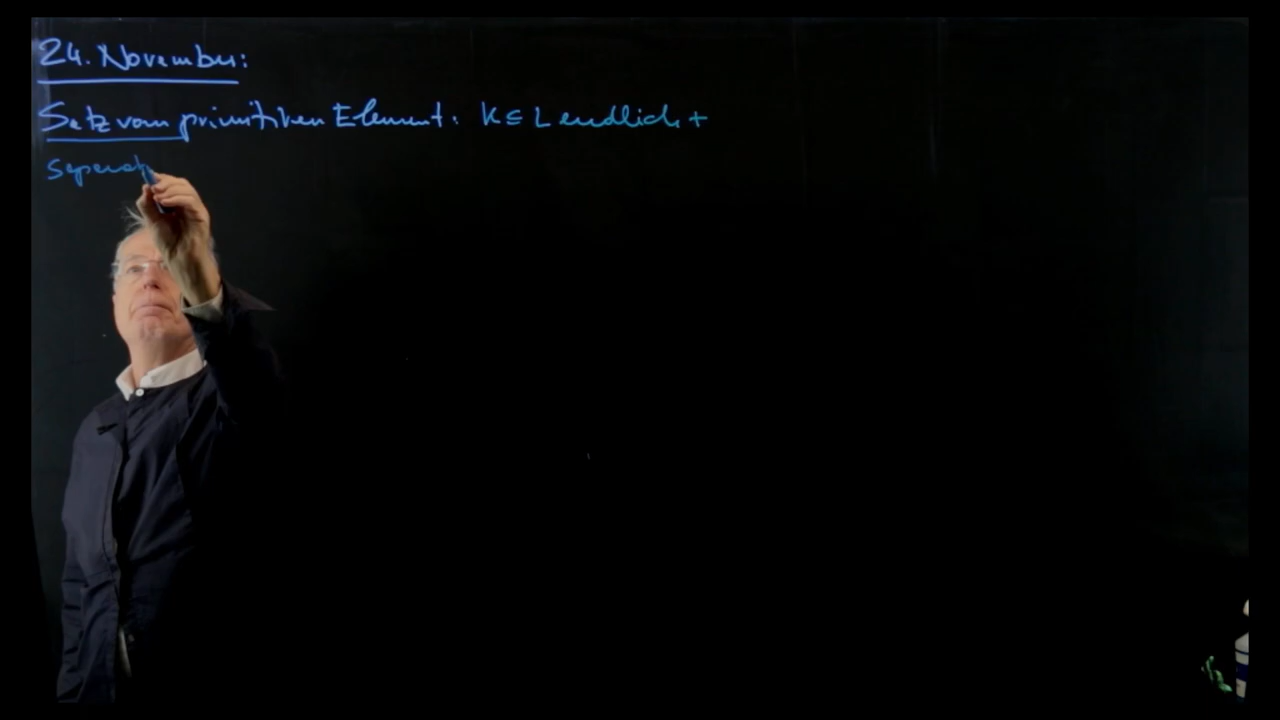 24. November:
Satz vom primitiven Element: K ⊆ L endlich +
separab